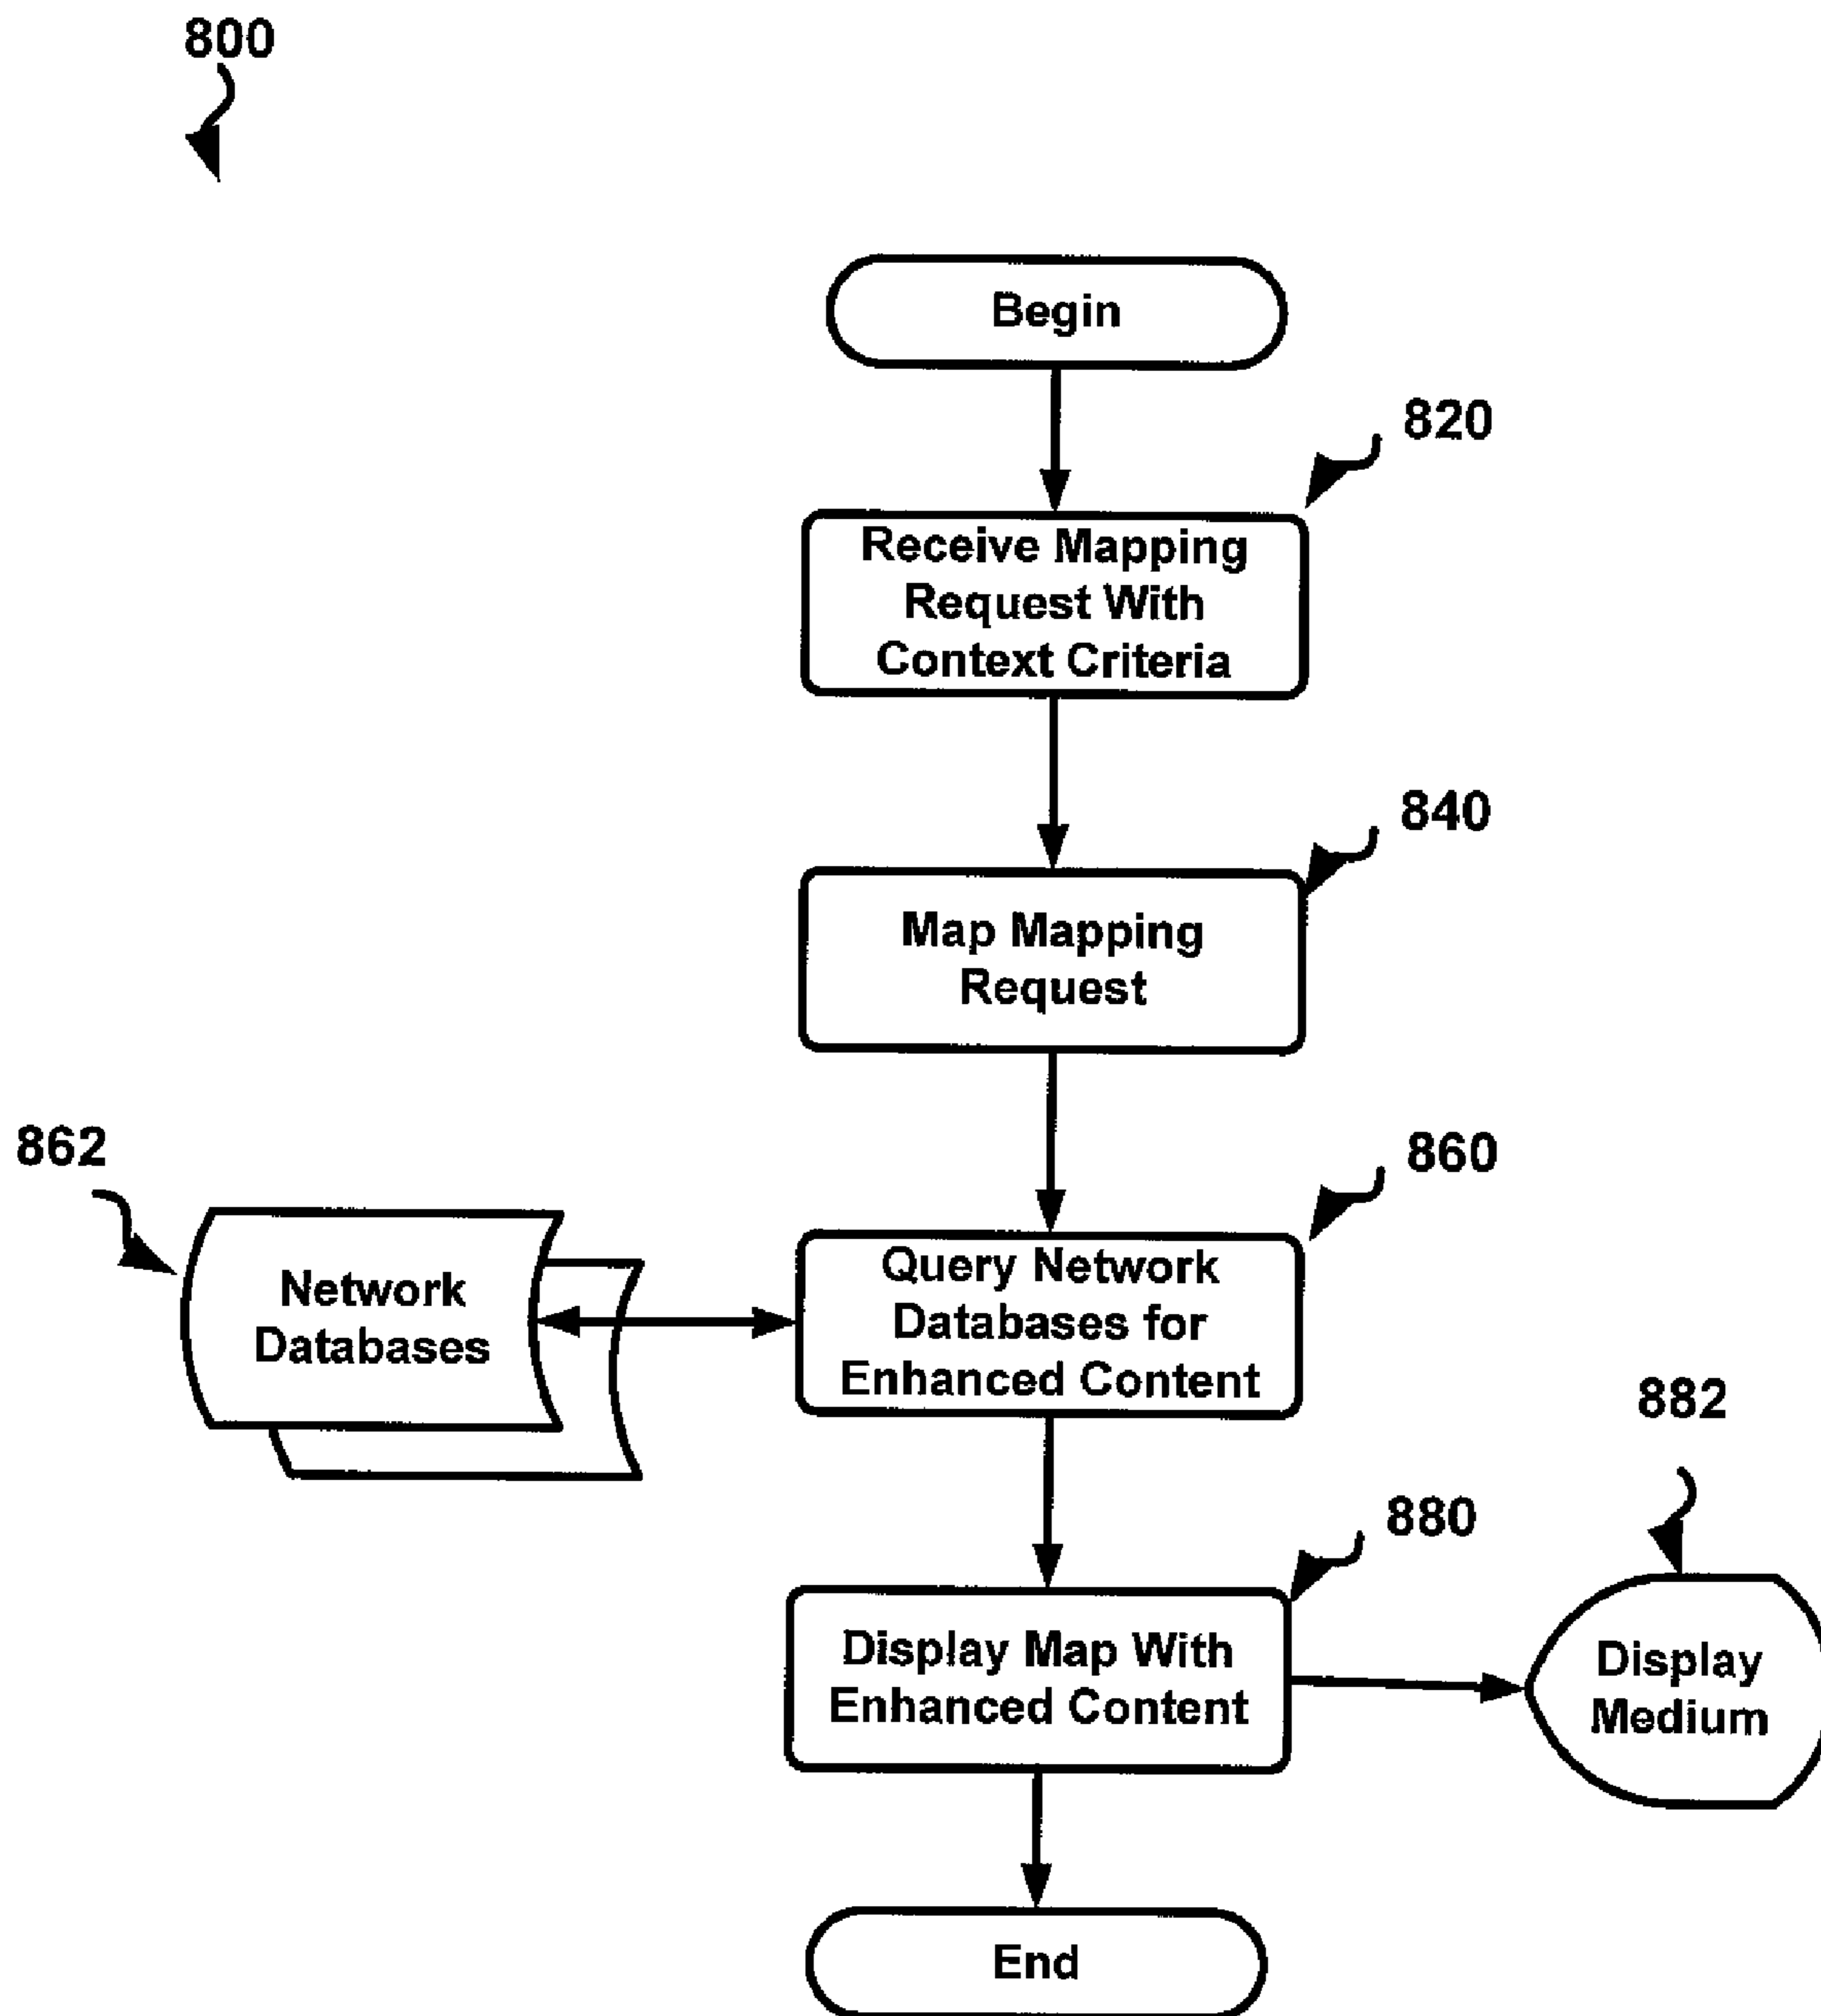 800
Begin
820
Receive Mapping
Request With
Context Criteria
840
Map Mapping
Request
862
860
Network
Databases
Query Network
Databases for
Enhanced Content
882
880
Display Map With
Enhanced Content
Display
Medium
End